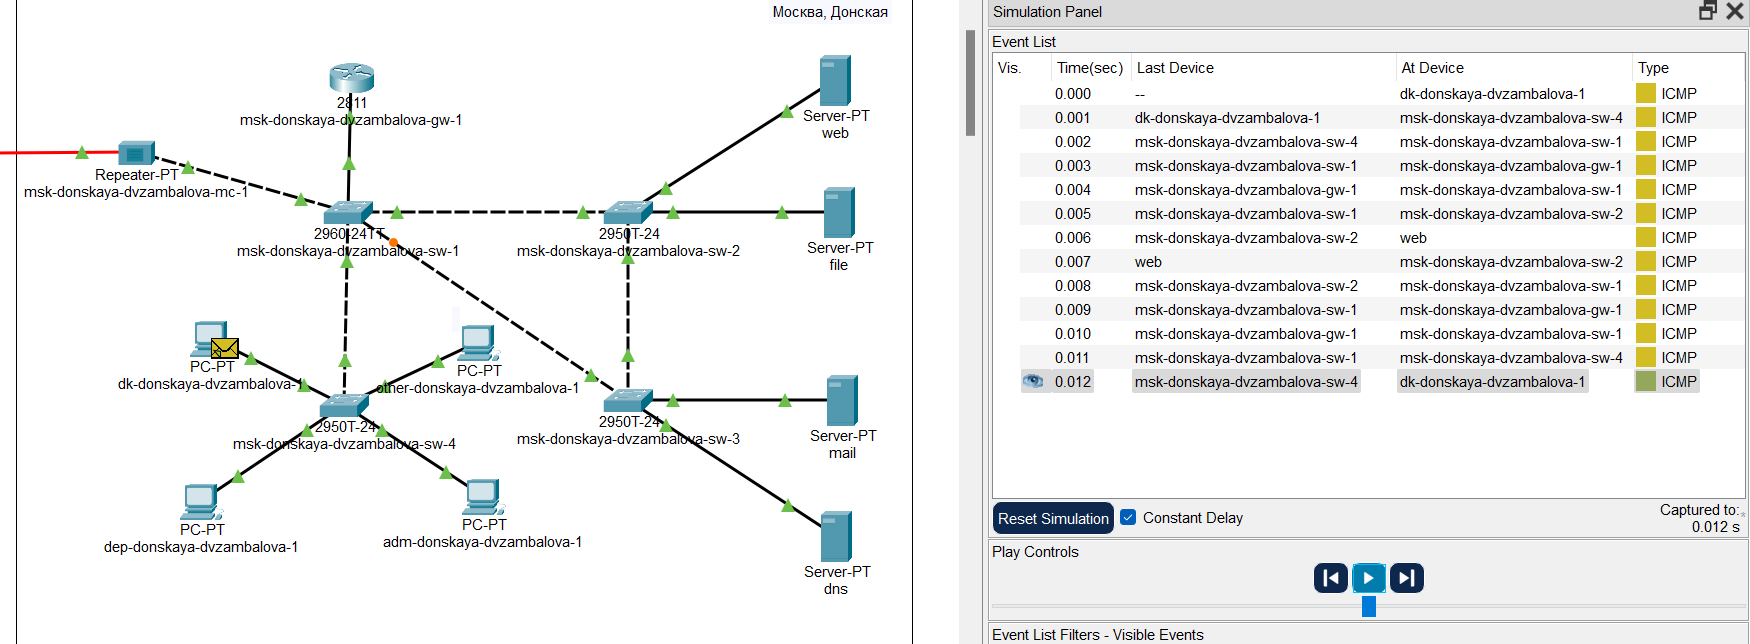 Москва, Донская
2811
msk-donskaya-dvzambalova-gw-1
Repeater-PT
msk-donskaya-dvzambalova-mc-1
2960-24TT
msk-donskaya-dvzambalova-sw-1
2950T-24
msk-donskaya-dvzambalova-sw-2
Server-PT
web
Server-PT
file
PC-PT
dk-donskaya-dvzambalova-1
PC-PT
other-donskaya-dvzambalova-1
2950T-24
msk-donskaya-dvzambalova-sw-4
2950T-24
msk-donskaya-dvzambalova-sw-3
Server-PT
mail
PC-PT
dep-donskaya-dvzambalova-1
PC-PT
adm-donskaya-dvzambalova-1
Server-PT
dns
Simulation Panel
Event List
Vis. Time(sec) Last Device At Device Type
0.000 -- dk-donskaya-dvzambalova-1 ICMP
0.001 dk-donskaya-dvzambalova-1 msk-donskaya-dvzambalova-sw-4 ICMP
0.002 msk-donskaya-dvzambalova-sw-4 msk-donskaya-dvzambalova-sw-1 ICMP
0.003 msk-donskaya-dvzambalova-sw-1 msk-donskaya-dvzambalova-gw-1 ICMP
0.004 msk-donskaya-dvzambalova-gw-1 msk-donskaya-dvzambalova-sw-1 ICMP
0.005 msk-donskaya-dvzambalova-sw-1 msk-donskaya-dvzambalova-sw-2 ICMP
0.006 msk-donskaya-dvzambalova-sw-2 web ICMP
0.007 web msk-donskaya-dvzambalova-sw-2 ICMP
0.008 msk-donskaya-dvzambalova-sw-2 msk-donskaya-dvzambalova-sw-1 ICMP
0.009 msk-donskaya-dvzambalova-sw-1 msk-donskaya-dvzambalova-gw-1 ICMP
0.010 msk-donskaya-dvzambalova-gw-1 msk-donskaya-dvzambalova-sw-1 ICMP
0.011 msk-donskaya-dvzambalova-sw-1 msk-donskaya-dvzambalova-sw-4 ICMP
0.012 msk-donskaya-dvzambalova-sw-4 dk-donskaya-dvzambalova-1 ICMP
Reset Simulation Constant Delay
Captured to:
0.012 s
Play Controls
Event List Filters - Visible Events